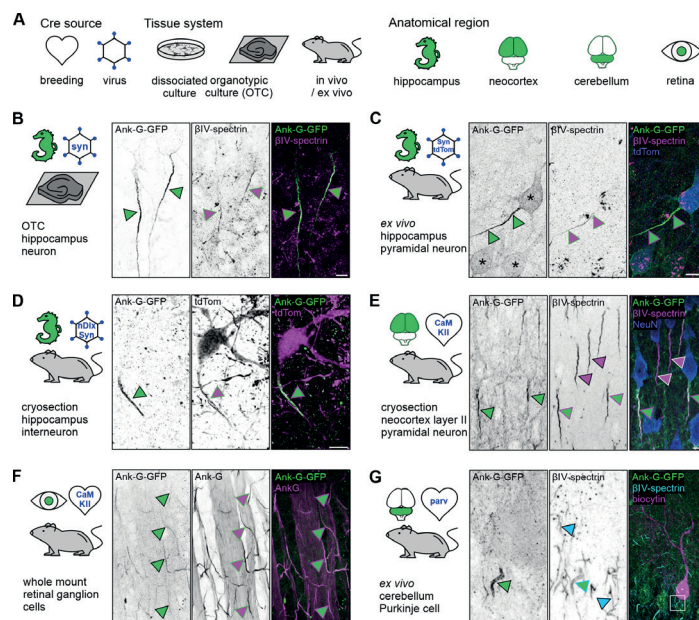 A
Cre source
Tissue system
Anatomical region
breeding
virus
dissociated
culture
organotypic
culture (OTC)
in vivo
/ ex vivo
hippocampus
neocortex
cerebellum
retina
B
syn
OTC
hippocampus
neuron
Ank-G-GFP
βIV-spectrin
Ank-G-GFP
βIV-spectrin
C
Syn
tdTom
ex vivo
hippocampus
pyramidal neuron
Ank-G-GFP
*
*
*
βIV-spectrin
Ank-G-GFP
βIV-spectrin
tdTom
D
hDlx
Syn
cryosection
hippocampus
interneuron
Ank-G-GFP
tdTom
Ank-G-GFP
tdTom
E
CaM
KII
cryosection
neocortex layer II
pyramidal neuron
Ank-G-GFP
βIV-spectrin
Ank-G-GFP
βIV-spectrin
NeuN
F
CaM
KII
whole mount
retinal ganglion
cells
Ank-G-GFP
Ank-G
Ank-G-GFP
AnkG
G
parv
ex vivo
cerebellum
Purkinje cell
Ank-G-GFP
βIV-spectrin
Ank-G-GFP
βIV-spectrin
biocytin